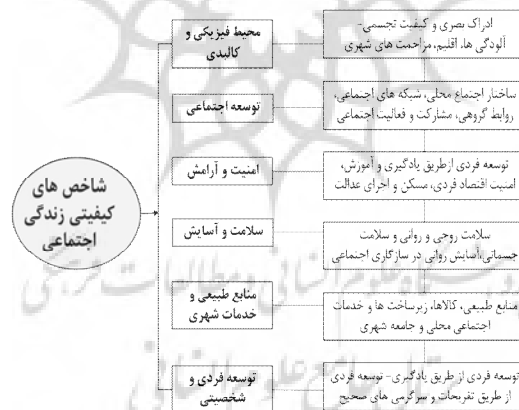 شاخص های
کیفیتی زندگی
اجتماعی
محیط فیزیکی و
کالبدی
ادراک بصری و کیفیت تجسمی-
آلودگی ها، اقلیم، مزاحمت های شهری
توسعه اجتماعی
ساختار اجتماع محلی، شبکه های اجتماعی،
روابط گروهی، مشارکت و فعالیت اجتماعی
امنیت و آرامش
توسعه فردی ازطریق یادگیری و آموزش،
امنیت اقتصاد فردی، مسکن و اجرای عدالت
سلامت و آسایش
سلامت روحی و روانی و سلامت
جسمانی،آسایش روانی در سازگاری اجتماعی
منابع طبیعی و
خدمات شهری
منابع طبیعی، کالاها، زیرساخت ها و خدمات
اجتماعی محلی و جامعه شهری
توسعه فردی و
شخصیتی
توسعه فردی از طریق یادگیری- توسعه فردی
از طریق تفریحات و سرگرمی های صحیح